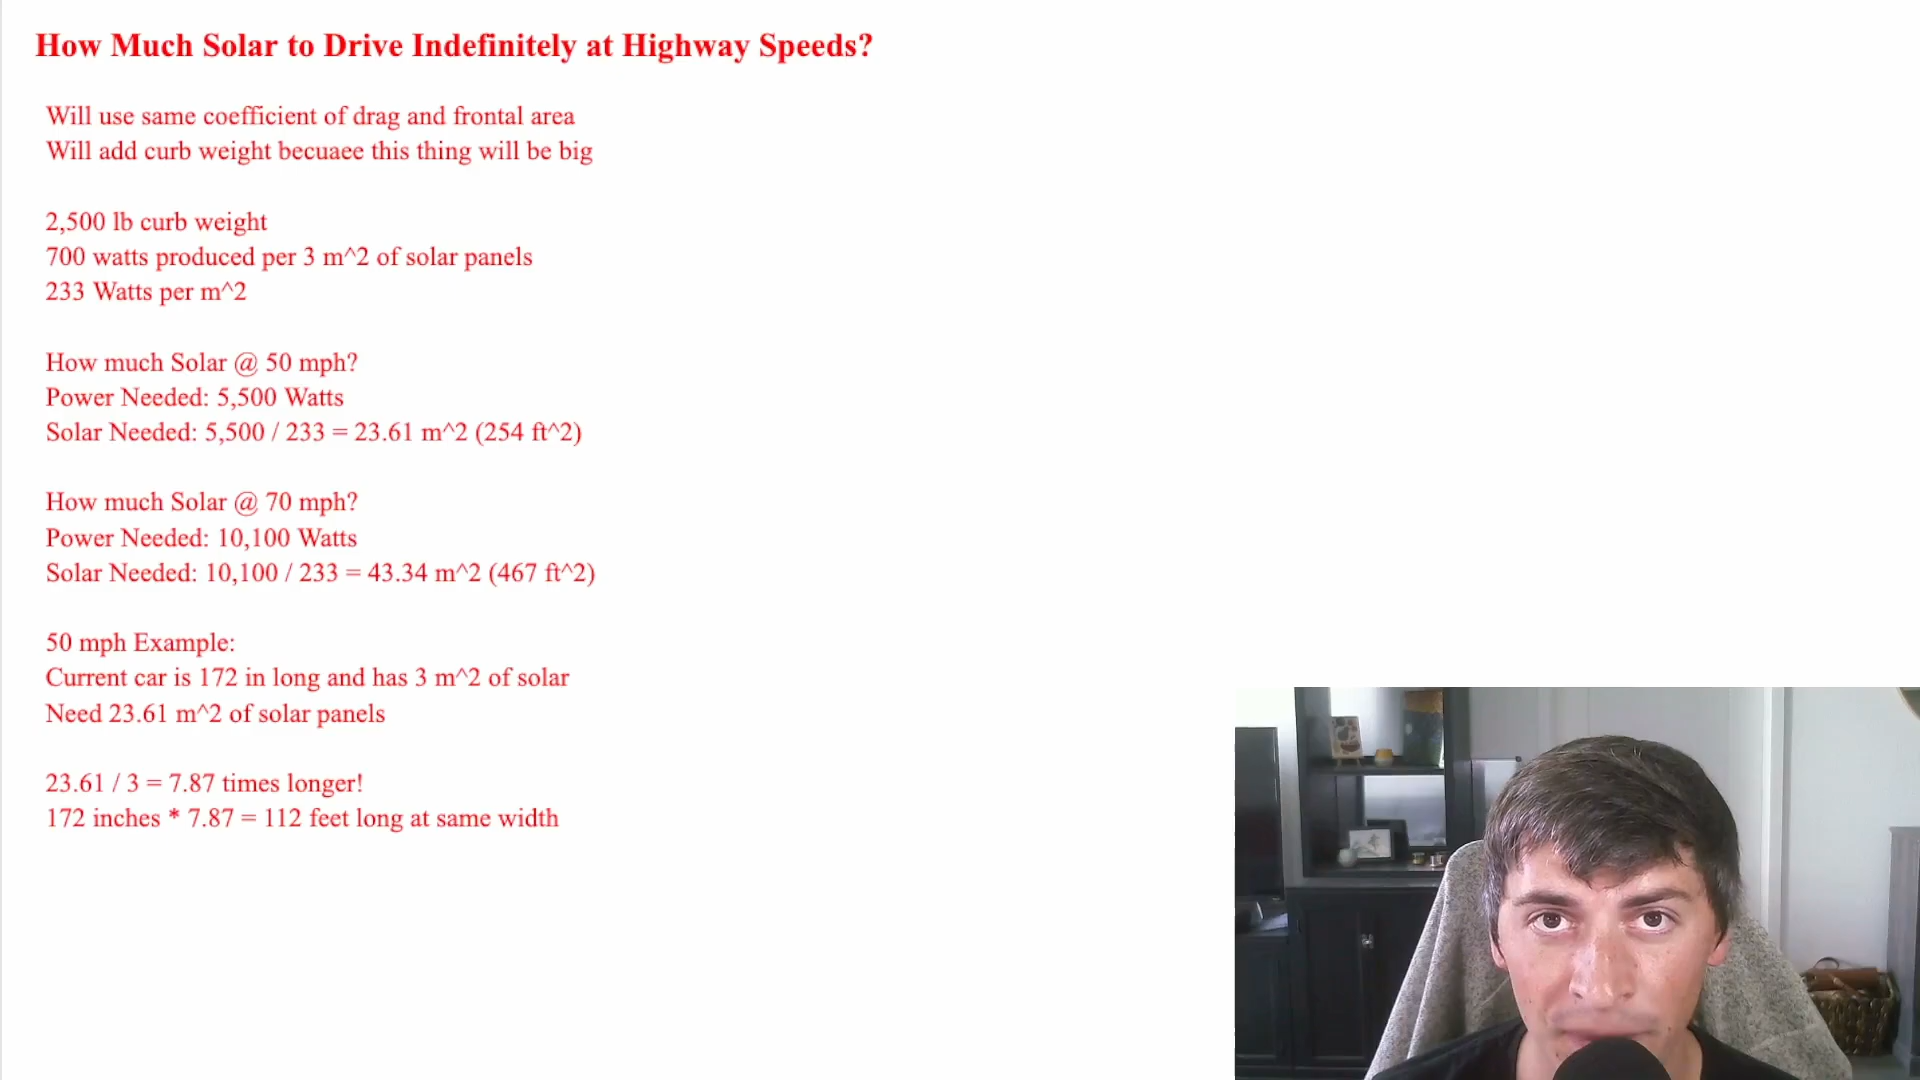 How Much Solar to Drive Indefinitely at Highway Speeds?
Will use same coefficient of drag and frontal area
Will add curb weight becuaee this thing will be big
2,500 lb curb weight
700 watts produced per 3 m^2 of solar panels
233 Watts per m^2
How much Solar @ 50 mph?
Power Needed: 5,500 Watts
Solar Needed: 5,500 / 233 = 23.61 m^2 (254 ft^2)
How much Solar @ 70 mph?
Power Needed: 10,100 Watts
Solar Needed: 10,100 / 233 = 43.34 m^2 (467 ft^2)
50 mph Example:
Current car is 172 in long and has 3 m^2 of solar
Need 23.61 m^2 of solar panels
23.61 / 3 = 7.87 times longer!
172 inches * 7.87 = 112 feet long at same width